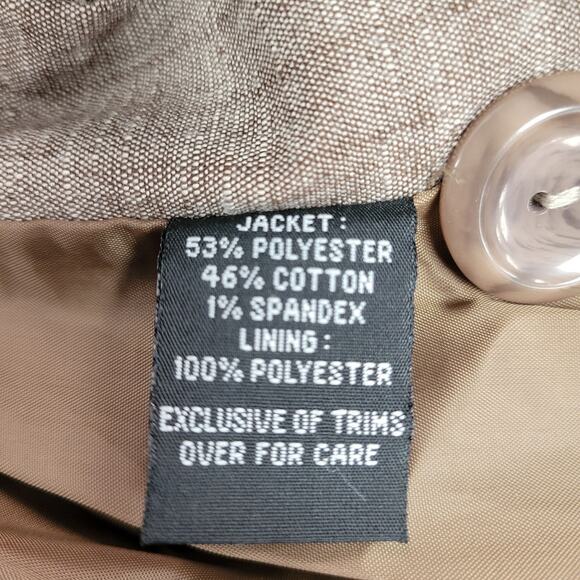 JACKET:
53% POLYESTER
46% COTTON
1% SPANDEX
LINING:
100% POLYESTER
EXCLUSIVE OF TRIMS
OVER FOR CARE